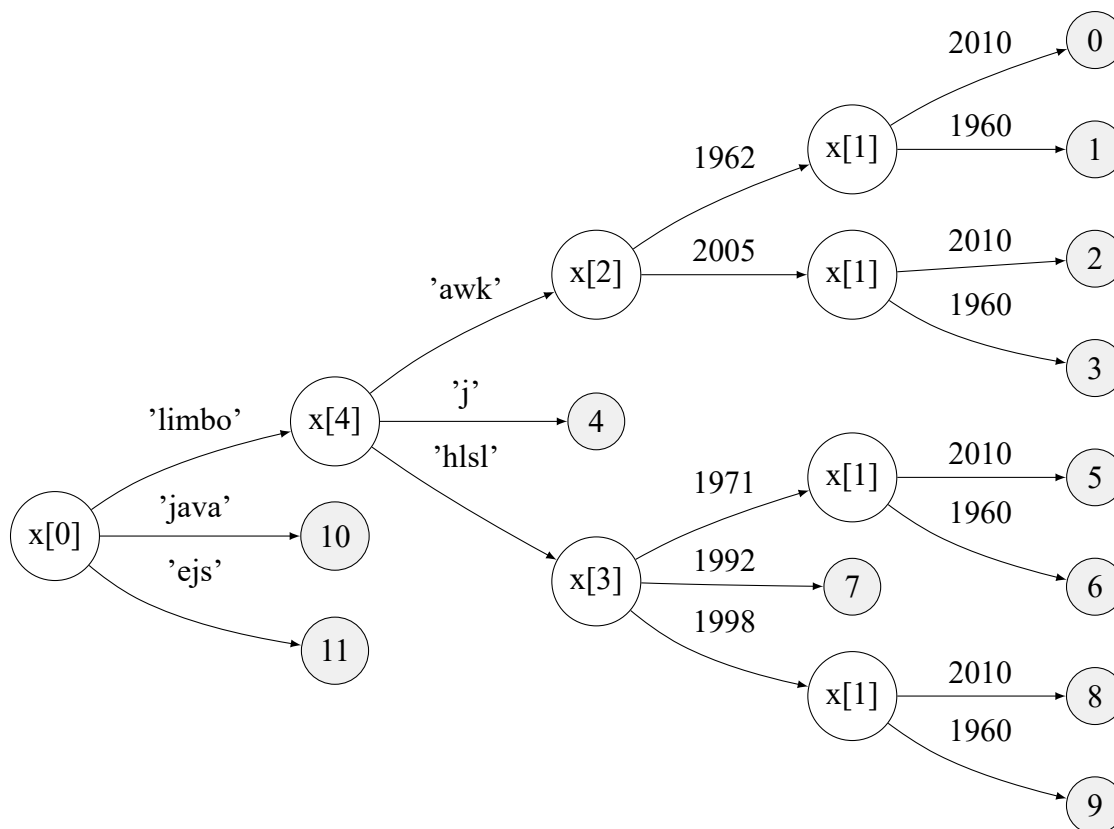 2010
0
1960
1
x[1]
1962
x[2]
2005
x[1]
2010
2
1960
3
’awk’
’limbo’
x[4]
’j’
4
’hlsl’
x[0]
’java’
10
’ejs’
11
1971
x[1]
2010
5
1960
6
x[3]
1992
7
1998
x[1]
2010
8
1960
9